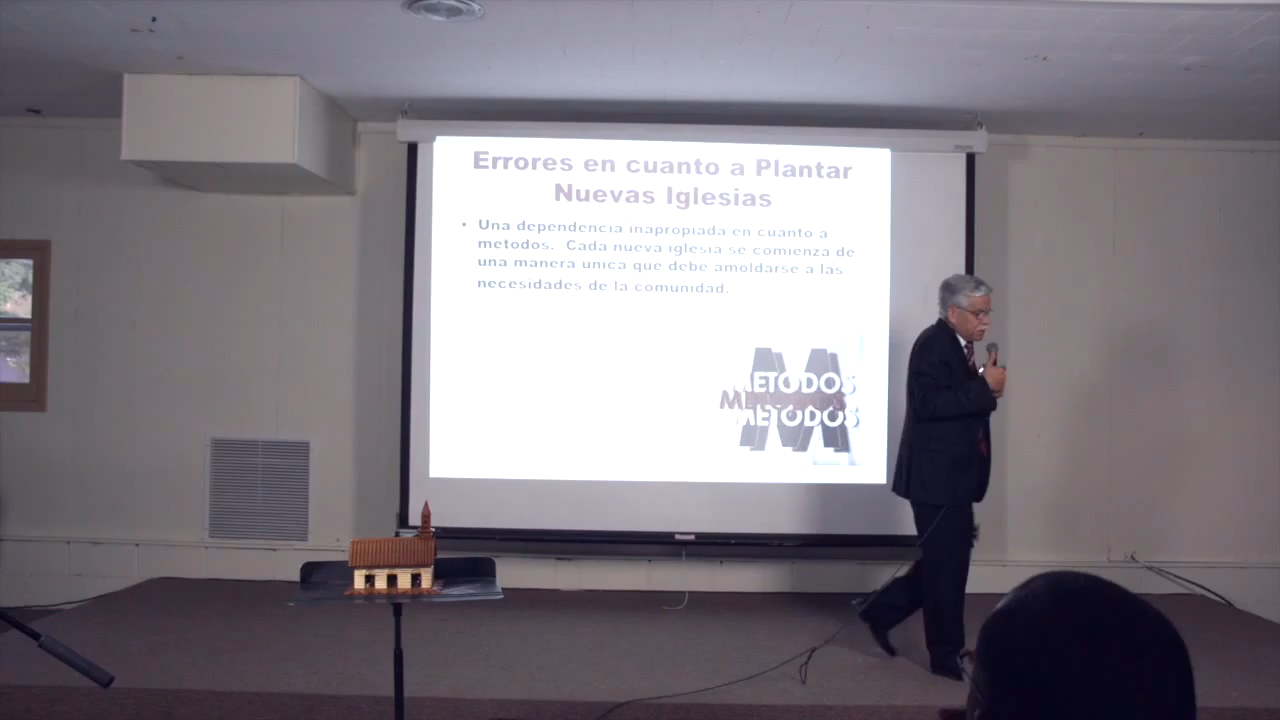 Errores en cuanto a Plantar
Nuevas Iglesias
• Una dependencia inapropiada en cuanto a
metodos. Cada nueva iglesia se comienza de
una manera unica que debe amoldarse a las
necesidades de la comunidad.
M
METODOS
METODOS
METODOS